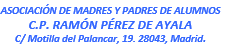 ASOCIACIÓN DE MADRES Y PADRES DE ALUMNOS
C.P. RAMÓN PÉREZ DE AYALA
C/ Motilla del Palancar, 19. 28043, Madrid.